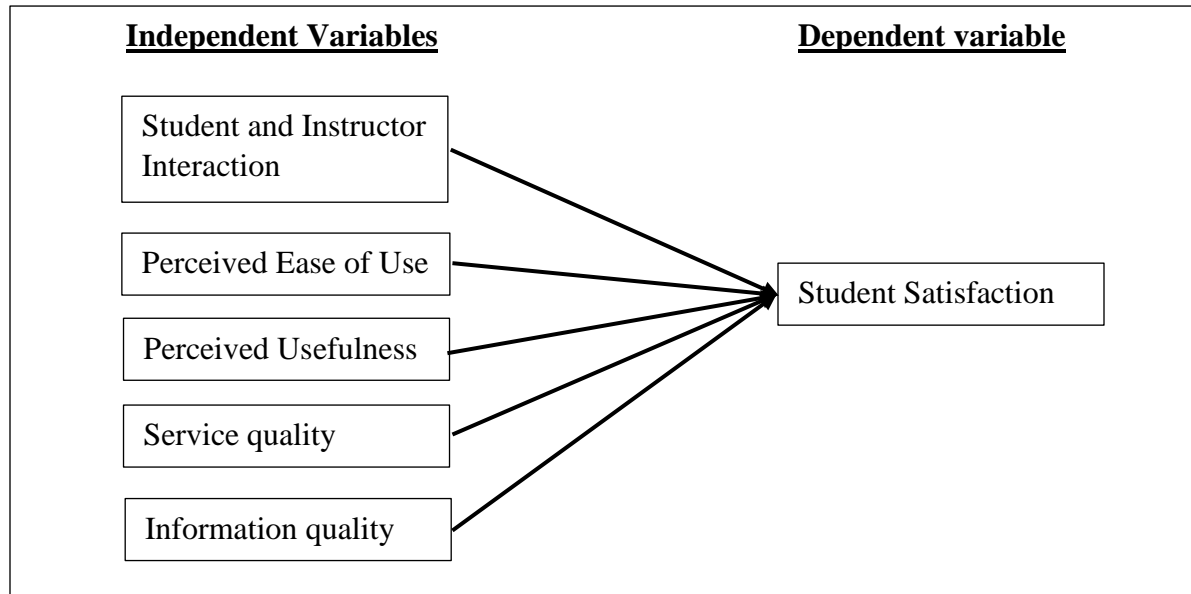 Independent Variables
Dependent variable
Student and Instructor
Interaction
Perceived Ease of Use
Student Satisfaction
Perceived Usefulness
Service quality
Information quality